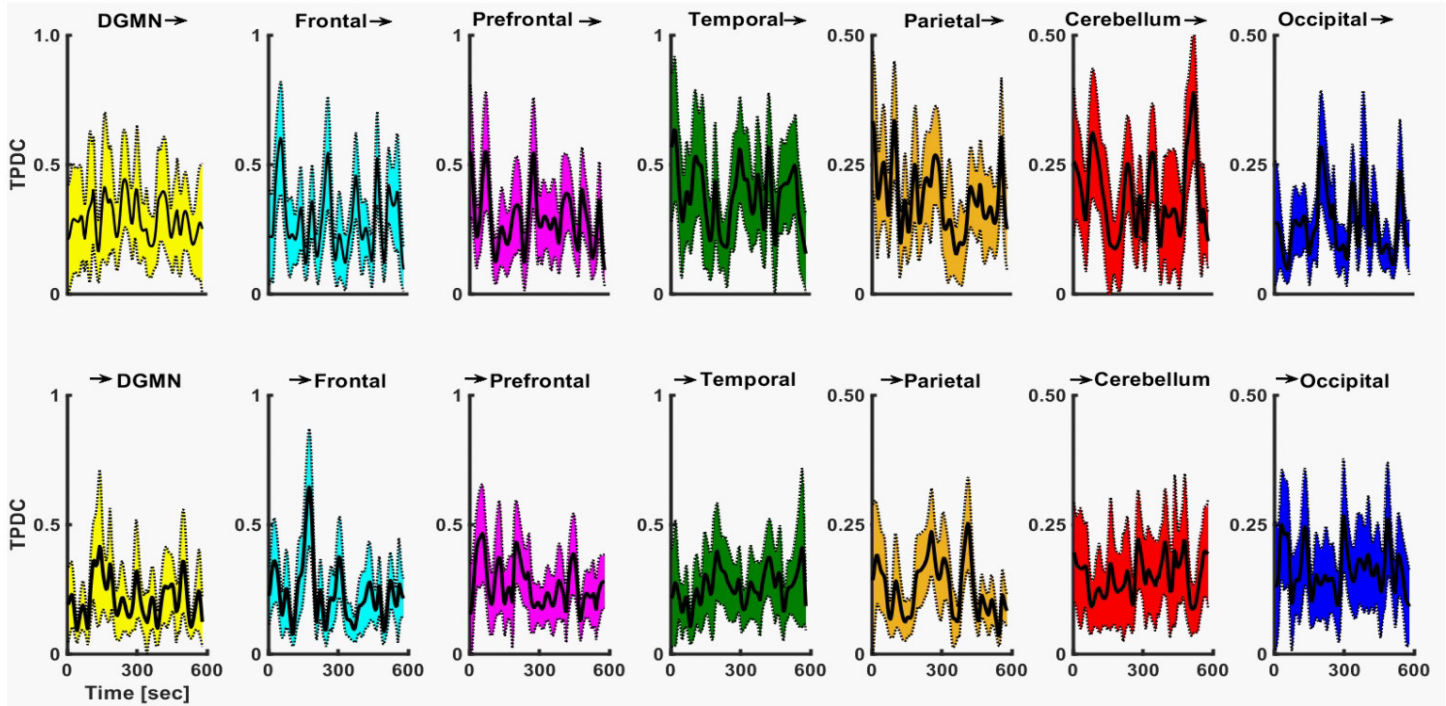 DGMN→ Frontal→ Prefrontal→ Temporal→ Parietal→ Cerebellum→ Occipital→
1.0 1 1 1 0.50 0.50 0.50
TPDC
0.5 0.5 0.5 0.5 0.25 0.25 0.25
0 0 0 0 0 0 0
→DGMN →Frontal →Prefrontal →Temporal →Parietal →Cerebellum →Occipital
1 1 1 1 0.50 0.50 0.50
TPDC
0.5 0.5 0.5 0.5 0.25 0.25 0.25
0 0 0 0 0 0 0
0 300 600 0 300 600 0 300 600 0 300 600 0 300 600 0 300 600 0 300 600
Time [sec]